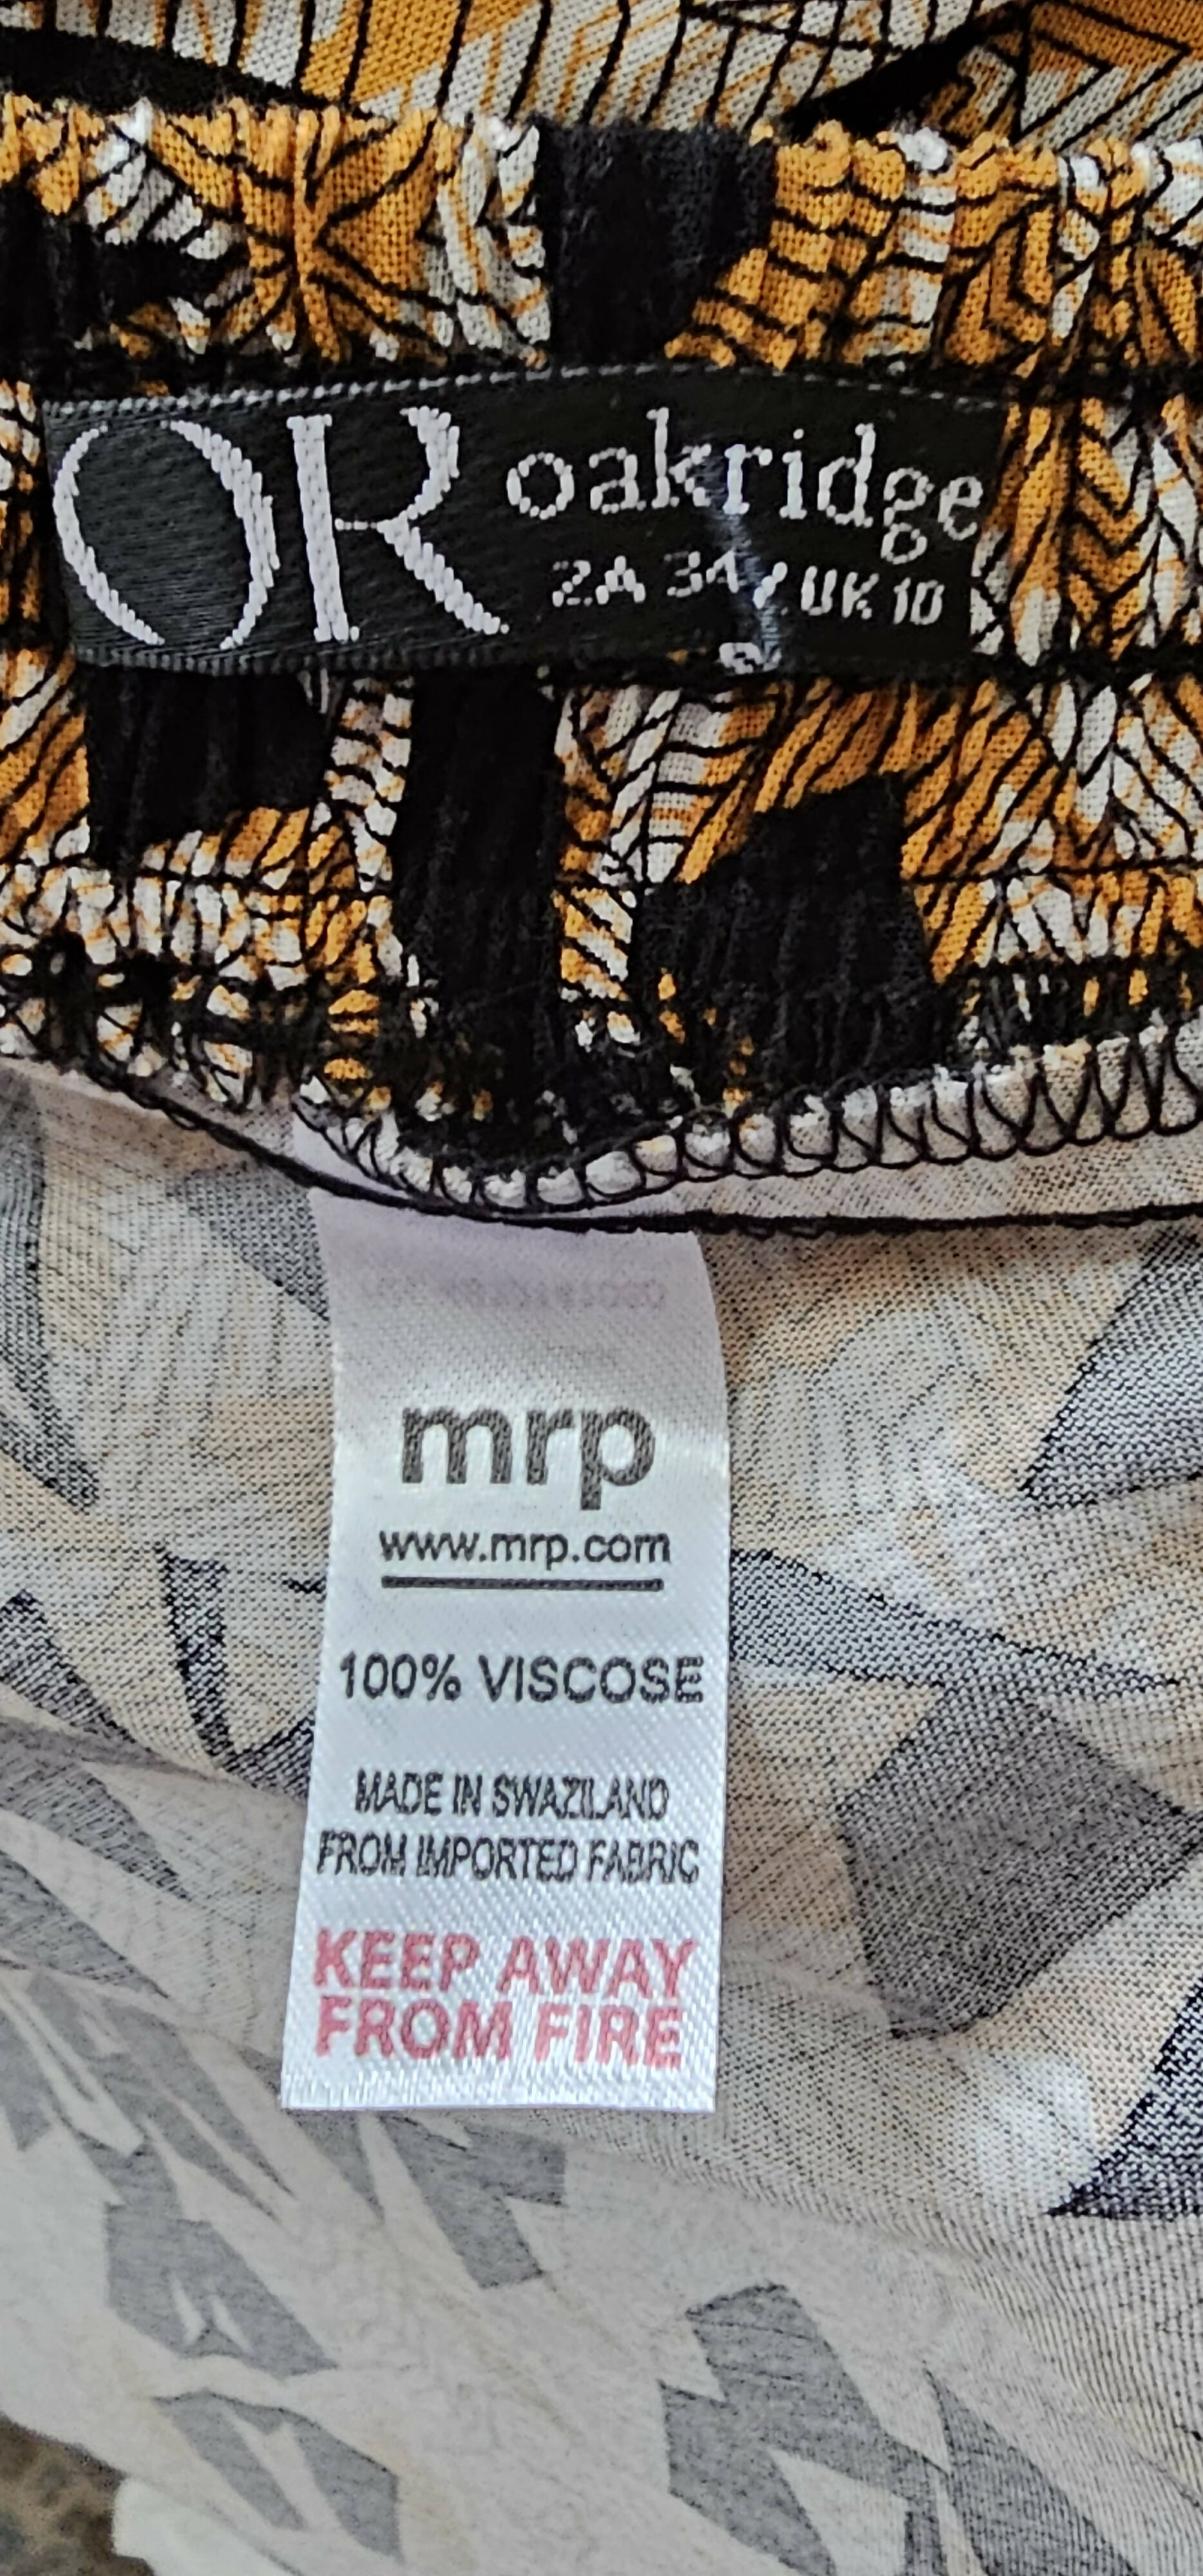 OR oakridge
ZA 34 / UK 10
mrp
www.mrp.com
100% VISCOSE
MADE IN SWAZILAND
FROM IMPORTED FABRIC
KEEP AWAY
FROM FIRE